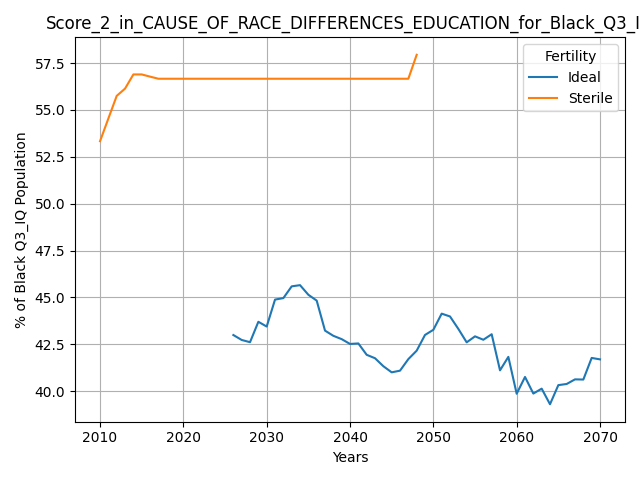 Score_2_in_CAUSE_OF_RACE_DIFFERENCES_EDUCATION_for_Black_Q3_I
% of Black Q3_IQ Population
57.5
55.0
52.5
50.0
47.5
45.0
42.5
40.0
Fertility
Ideal
Sterile
2010 2020 2030 2040 2050 2060 2070
Years